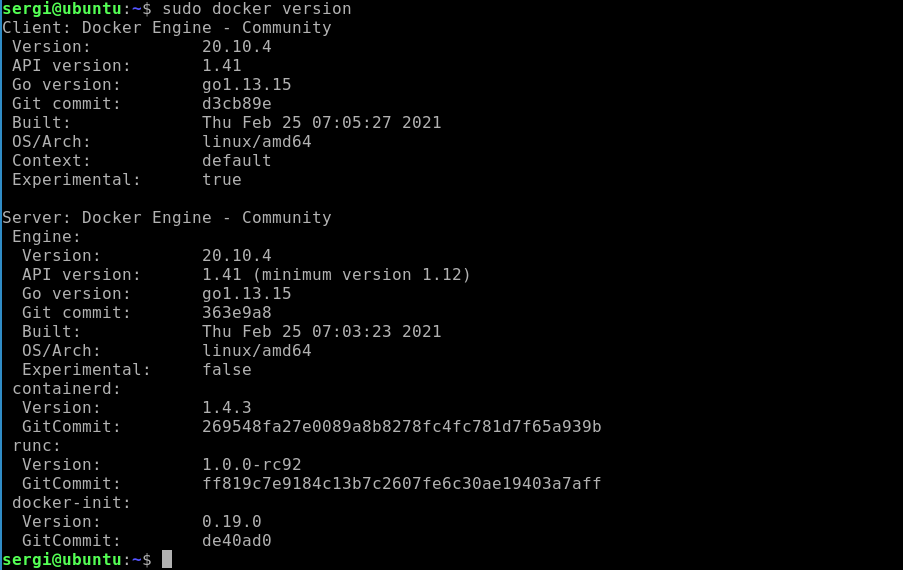 sergi@ubuntu:~$ sudo docker version
Client: Docker Engine - Community
 Version:           20.10.4
 API version:       1.41
 Go version:        go1.13.15
 Git commit:        d3cb89e
 Built:             Thu Feb 25 07:05:27 2021
 OS/Arch:           linux/amd64
 Context:           default
 Experimental:      true

Server: Docker Engine - Community
 Engine:
  Version:          20.10.4
  API version:      1.41 (minimum version 1.12)
  Go version:       go1.13.15
  Git commit:       363e9a8
  Built:            Thu Feb 25 07:03:23 2021
  OS/Arch:          linux/amd64
  Experimental:     false
 containerd:
  Version:          1.4.3
  GitCommit:        269548fa27e0089a8b8278fc4fc781d7f65a939b
 runc:
  Version:          1.0.0-rc92
  GitCommit:        ff819c7e9184c13b7c2607fe6c30ae19403a7aff
 docker-init:
  Version:          0.19.0
  GitCommit:        de40ad0
sergi@ubuntu:~$